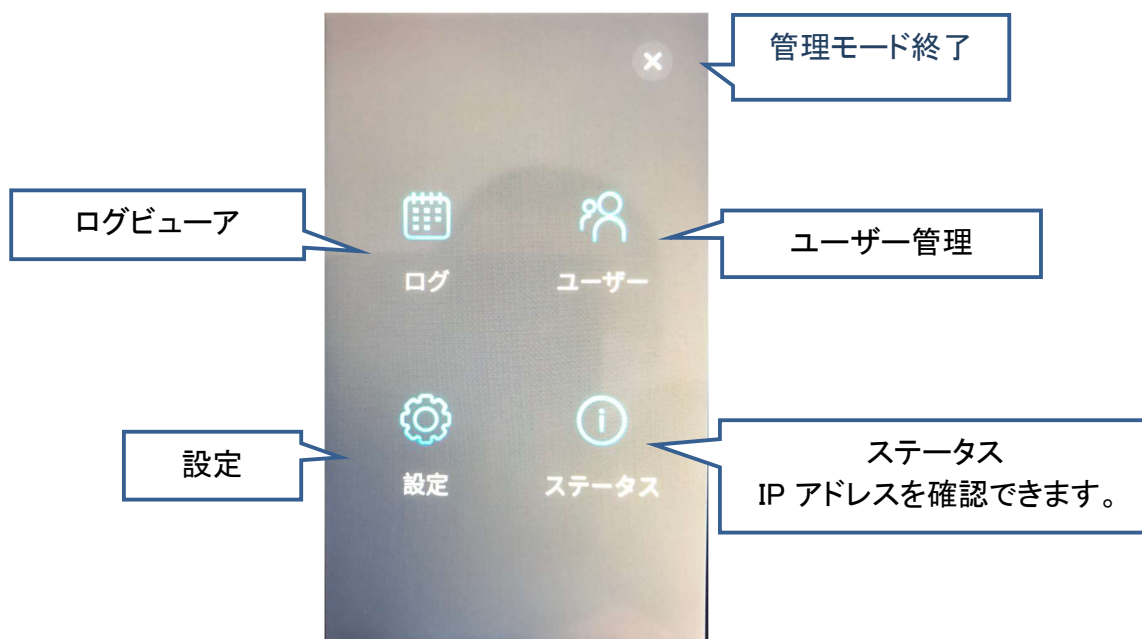 管理モード終了
ログビューア
ユーザー管理
ログ
ユーザー
設定
ステータス
IP アドレスを確認できます。
設定
ステータス